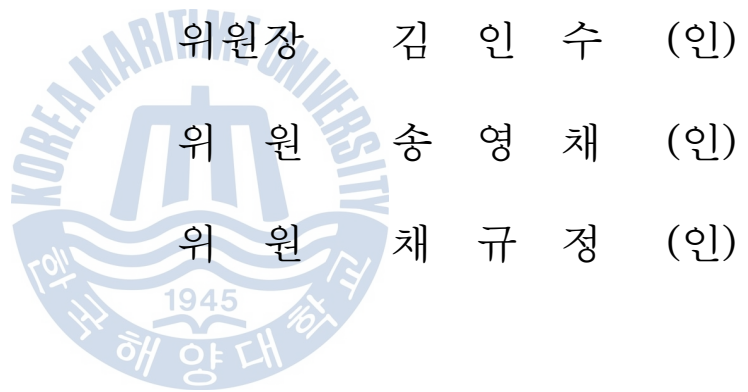 위원장 김 인 수 (인)
위 원 송 영 채 (인)
위 원 채 규 정 (인)
KOREA MARITIME UNIVERSITY
1945
한국해양대학교